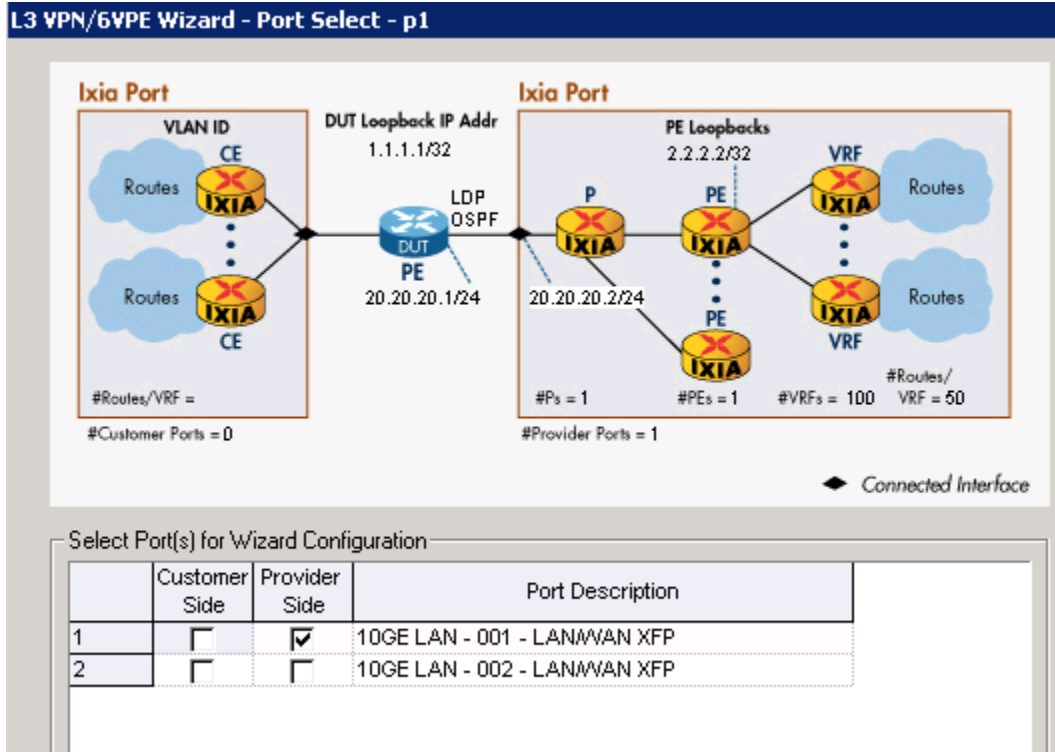 L3 VPN/6VPE Wizard - Port Select - p1
Ixia Port
Ixia Port
VLAN ID
DUT Loopback IP Addr
PE Loopbacks
CE
1.1.1.1/32
2.2.2.2/32
VRF
Routes
IXIA
LDP
OSPF
P
PE
IXIA
Routes
DUT
IXIA
IXIA
PE
Routes
IXIA
20.20.20.1/24
20.20.20.2/24
PE
IXIA
Routes
CE
IXIA
VRF
#Routes/VRF =
#Ps = 1
#PEs = 1
#VRFs = 100
#Routes/
VRF = 50
#Customer Ports = 0
#Provider Ports = 1
Connected Interface
Select Port(s) for Wizard Configuration
Customer Side
Provider Side
Port Description
1
10GE LAN - 001 - LAN/WAN XFP
2
10GE LAN - 002 - LAN/WAN XFP